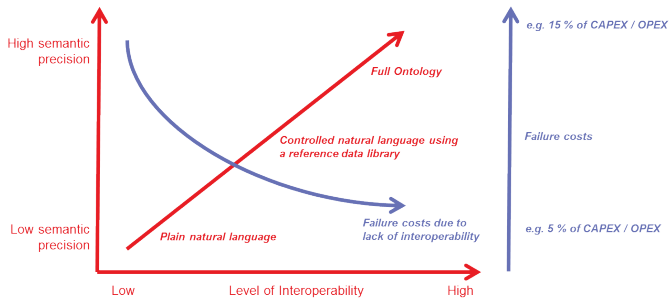 High semantic
precision
e.g. 15 % of CAPEX / OPEX
Full Ontology
Controlled natural language using
a reference data library
Failure costs
Low semantic
precision
Plain natural language
Failure costs due to
lack of interoperability
e.g. 5 % of CAPEX / OPEX
Low
Level of Interoperability
High